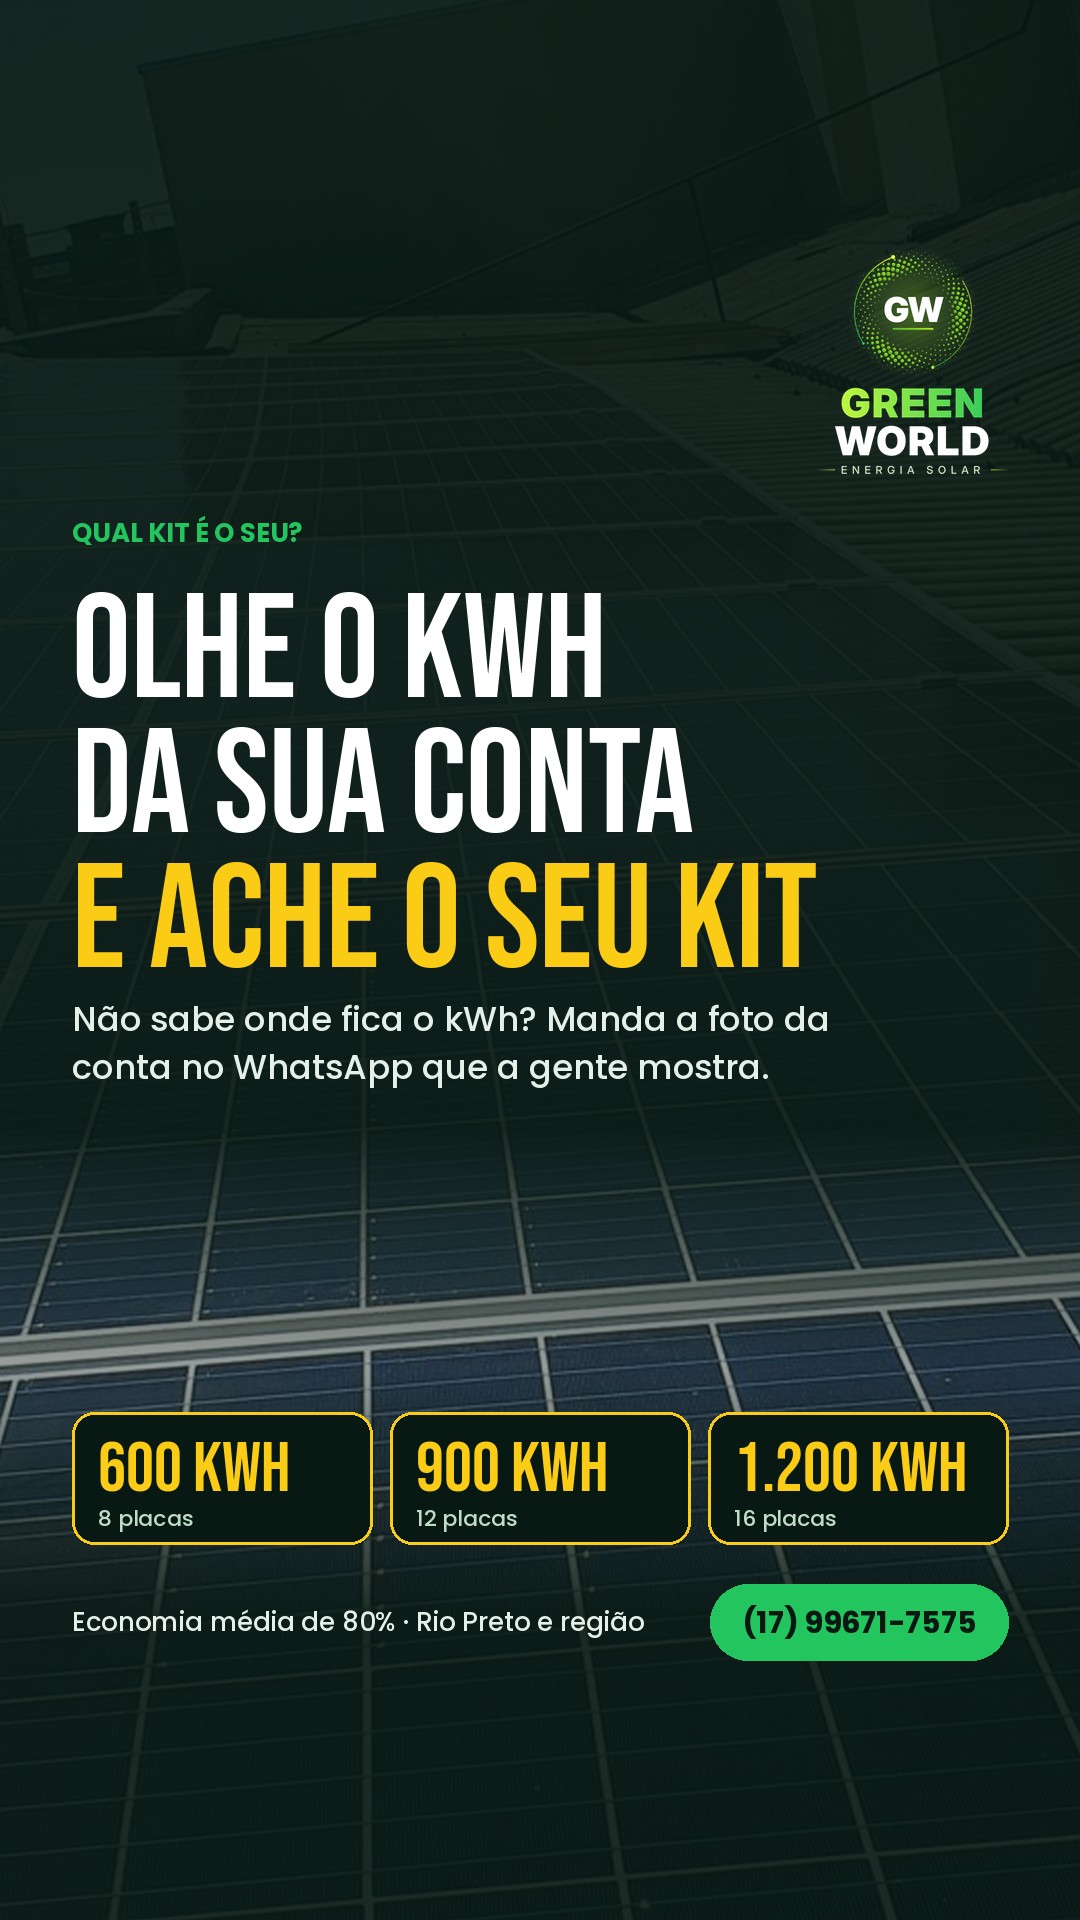 GW
GREEN
WORLD
ENERGIA SOLAR
QUAL KIT É O SEU?
OLHE O KWH
DA SUA CONTA
E ACHE O SEU KIT
Não sabe onde fica o kWh? Manda a foto da
conta no WhatsApp que a gente mostra.
600 KWH
8 placas
900 KWH
12 placas
1.200 KWH
16 placas
Economia média de 80% · Rio Preto e região
(17) 99671-7575